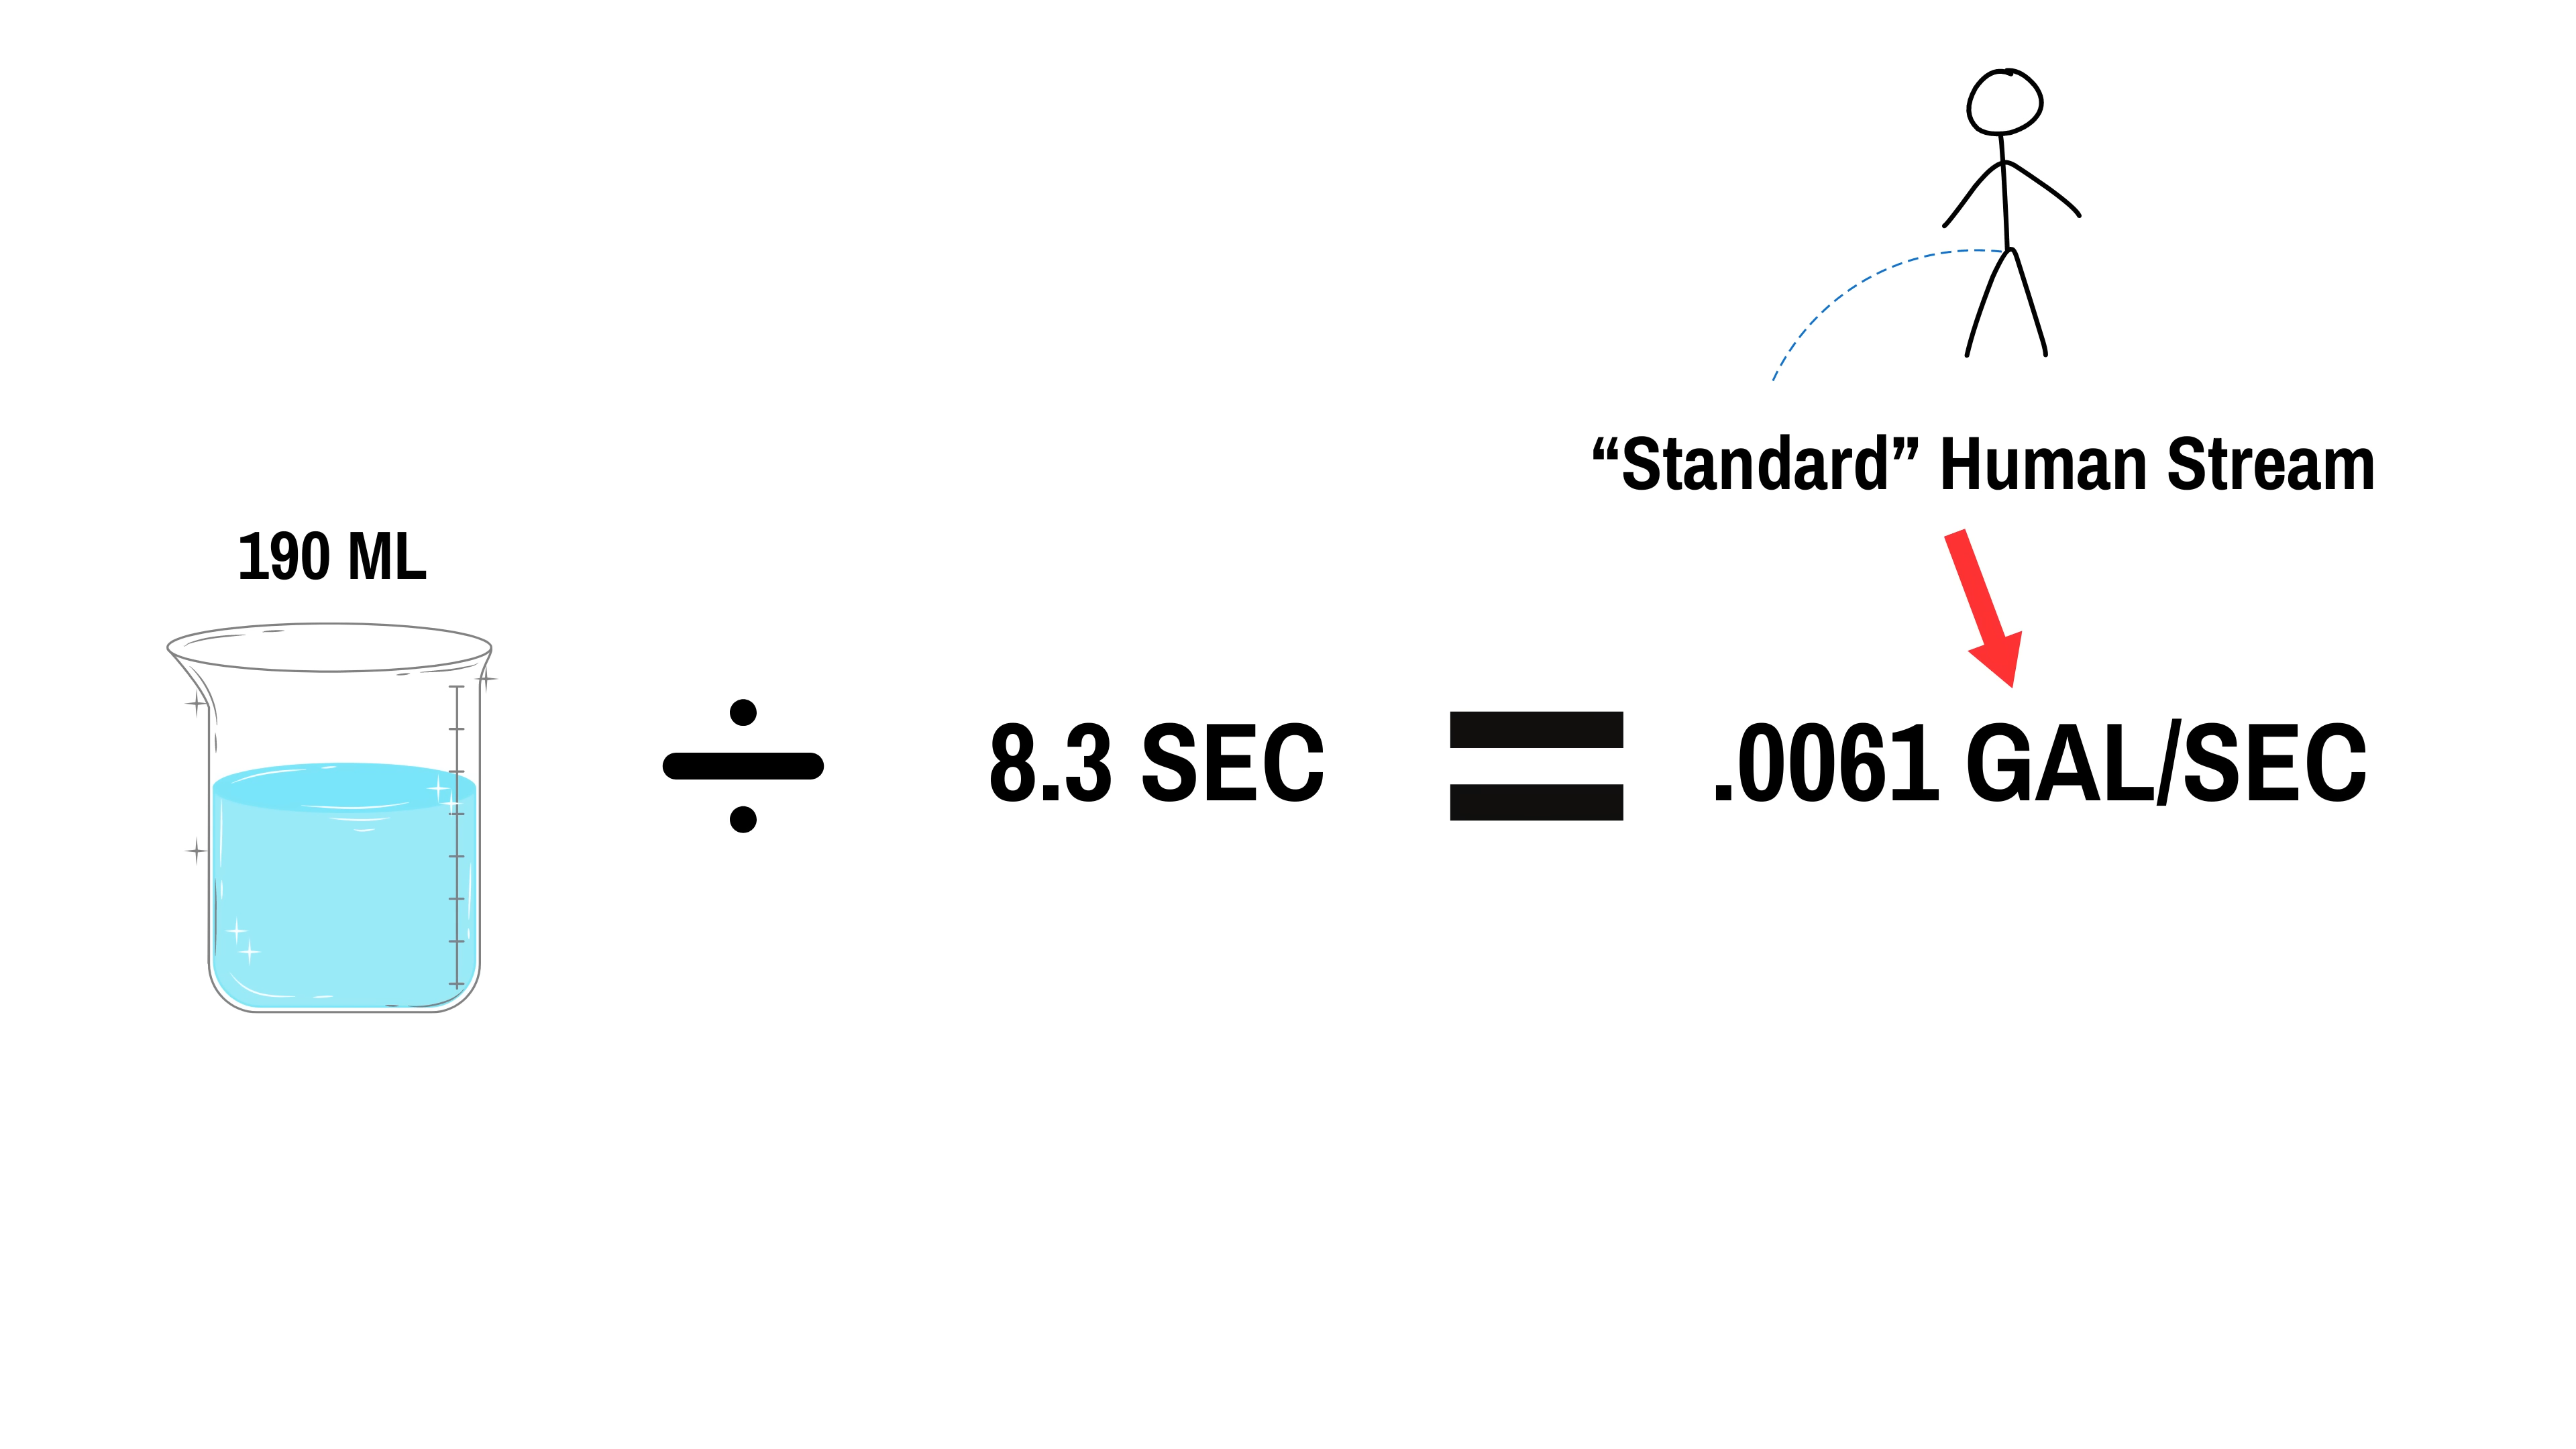 “Standard” Human Stream
190 ML
8.3 SEC
.0061 GAL/SEC